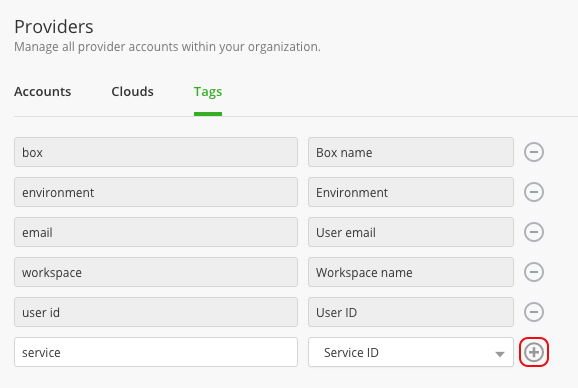 Providers
Manage all provider accounts within your organization.
Accounts Clouds Tags
box Box name
environment Environment
email User email
workspace Workspace name
user id User ID
service Service ID